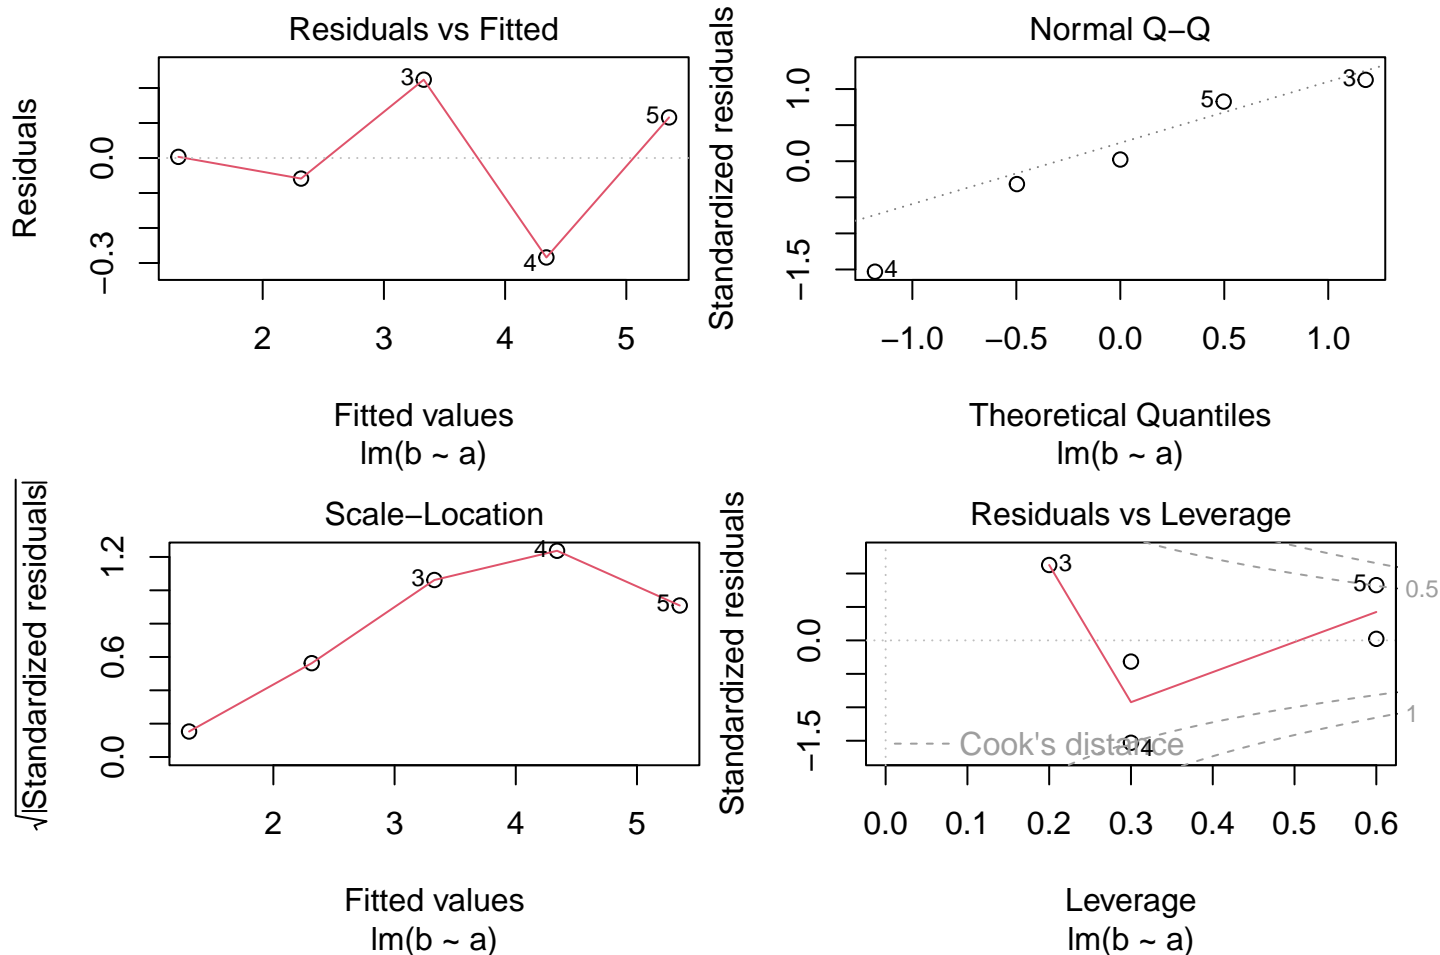 Residuals vs Fitted
Residuals
0.0
−0.3
3
4
5
2 3 4 5
Fitted values
lm(b ~ a)
Normal Q−Q
Standardized residuals
1.0
0.0
−1.5
4
5
3
−1.0 −0.5 0.0 0.5 1.0
Theoretical Quantiles
lm(b ~ a)
Scale−Location
√|Standardized residuals|
1.2
0.6
0.0
3
4
5
2 3 4 5
Fitted values
lm(b ~ a)
Residuals vs Leverage
Standardized residuals
0.0
−1.5
3
5
4
0.5
1
Cook's distance
0.0 0.1 0.2 0.3 0.4 0.5 0.6
Leverage
lm(b ~ a)